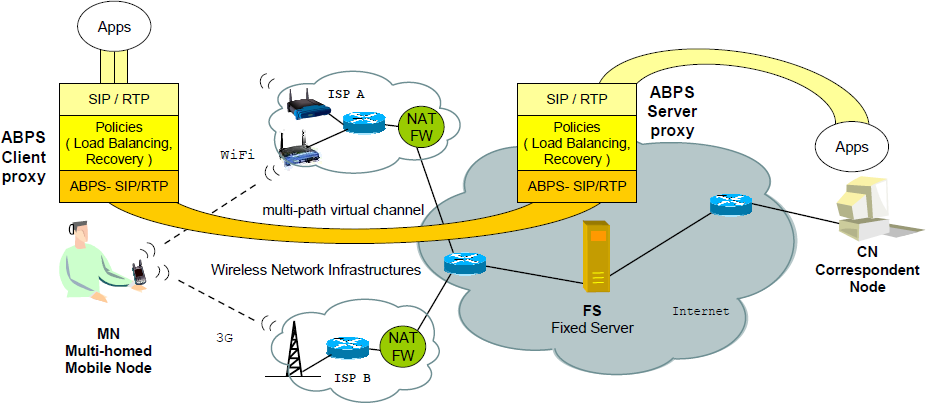 Apps
ABPS
Client
proxy
SIP / RTP
Policies
( Load Balancing,
Recovery )
ABPS- SIP/RTP
WiFi
ISP A
NAT
FW
SIP / RTP
Policies
( Load Balancing,
Recovery )
ABPS- SIP/RTP
ABPS
Server
proxy
Apps
multi-path virtual channel
Wireless Network Infrastructures
MN
Multi-homed
Mobile Node
3G
ISP B
NAT
FW
FS
Fixed Server
Internet
CN
Correspondent
Node